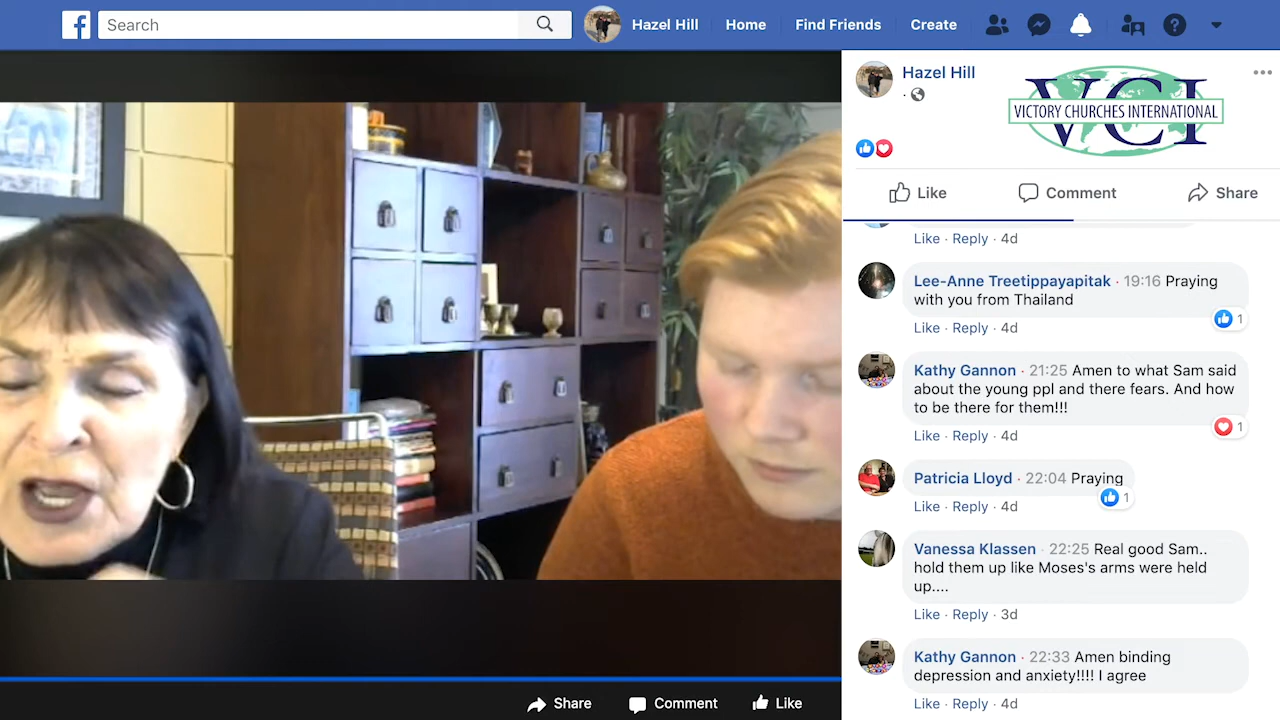 Search
Hazel Hill
Home
Find Friends
Create
Hazel Hill
VCI
VICTORY CHURCHES INTERNATIONAL
Like
Comment
Share
Like · Reply · 4d
Lee-Anne Treetippayapitak · 19:16 Praying
with you from Thailand
1
Like · Reply · 4d
Kathy Gannon · 21:25 Amen to what Sam said
about the young ppl and there fears. And how
to be there for them!!!
1
Like · Reply · 4d
Patricia Lloyd · 22:04 Praying
1
Like · Reply · 4d
Vanessa Klassen · 22:25 Real good Sam..
hold them up like Moses's arms were held
up....
Like · Reply · 3d
Kathy Gannon · 22:33 Amen binding
depression and anxiety!!!! I agree
Like · Reply · 4d
Share
Comment
Like